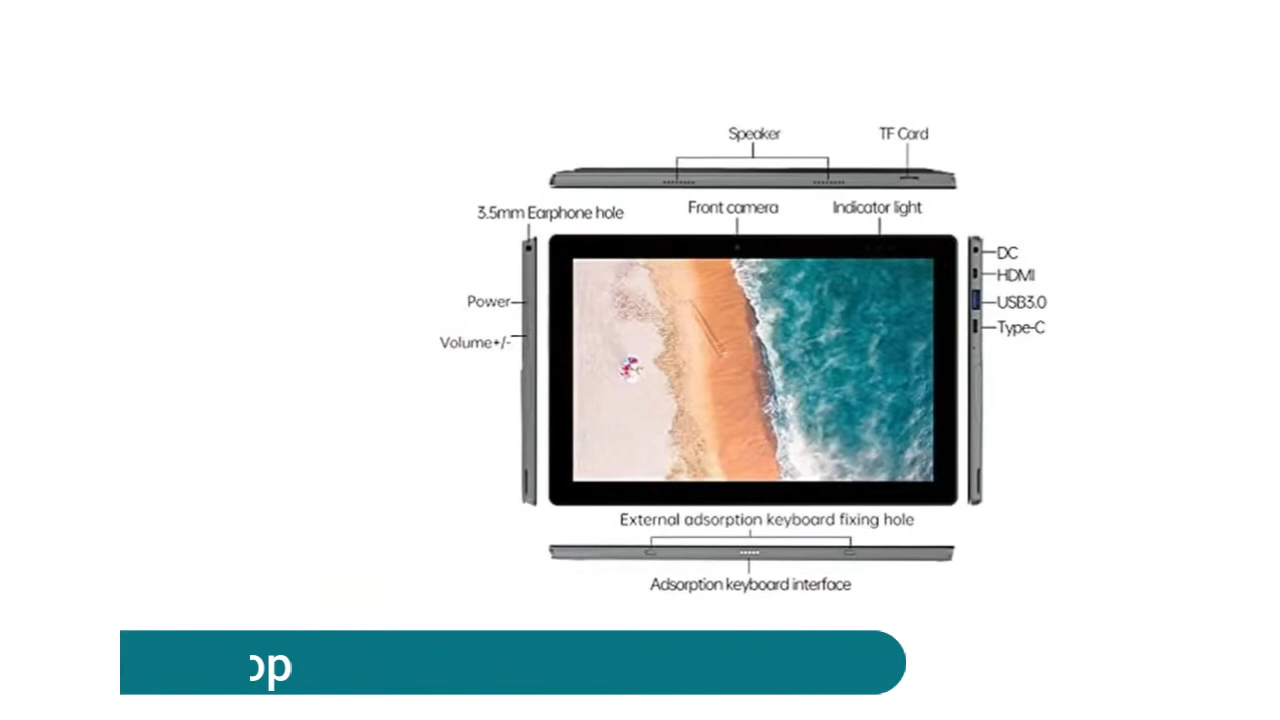 Speaker
TF Card
3.5mm Earphone hole
Front camera
Indicator light
DC
HDMI
USB3.0
Type-C
Power
Volume+/-
External adsorption keyboard fixing hole
Adsorption keyboard interface
op